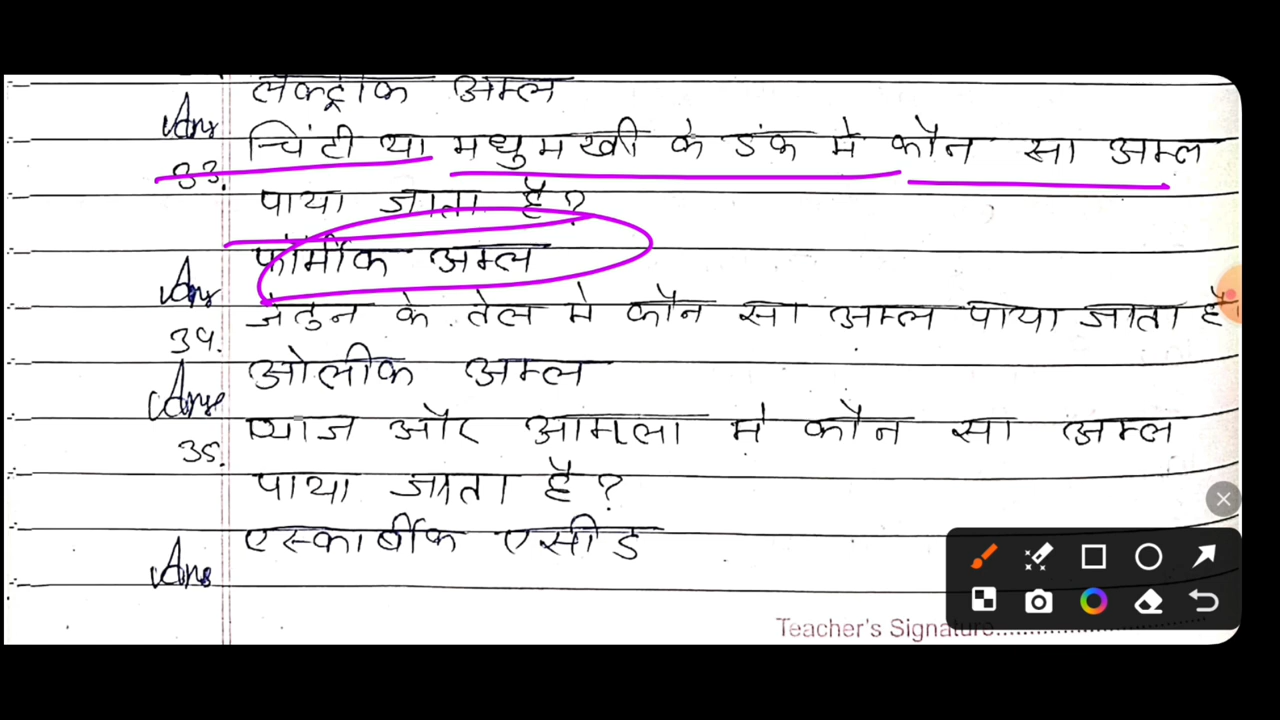 लेक्ट्रीक अम्ल
Ans
33. चिंटी या मधुमखी के डंक मे कौन सा अम्ल
पाया जाता है?
Ans फॉर्मीक अम्ल
34. जेतुन के तेल मे कौन सा अम्ल पाया जाता है
Ans ओलीक अम्ल
35. प्याज और आमला मे कौन सा अम्ल
पाया जाता है?
Ans एस्कार्बीक एसीड
Teacher's Signature